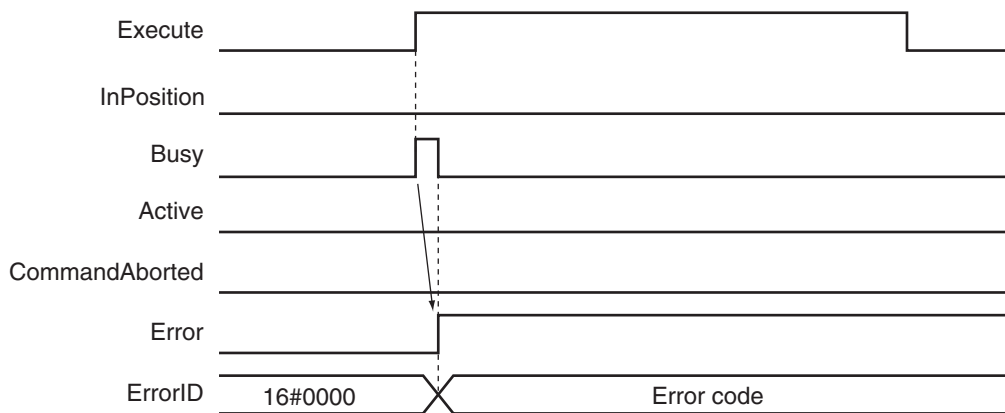 Execute
InPosition
Busy
Active
CommandAborted
Error
ErrorID 16#0000 Error code